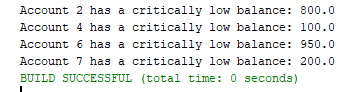 Account 2 has a critically low balance: 800.0
Account 4 has a critically low balance: 100.0
Account 6 has a critically low balance: 950.0
Account 7 has a critically low balance: 200.0
BUILD SUCCESSFUL (total time: 0 seconds)